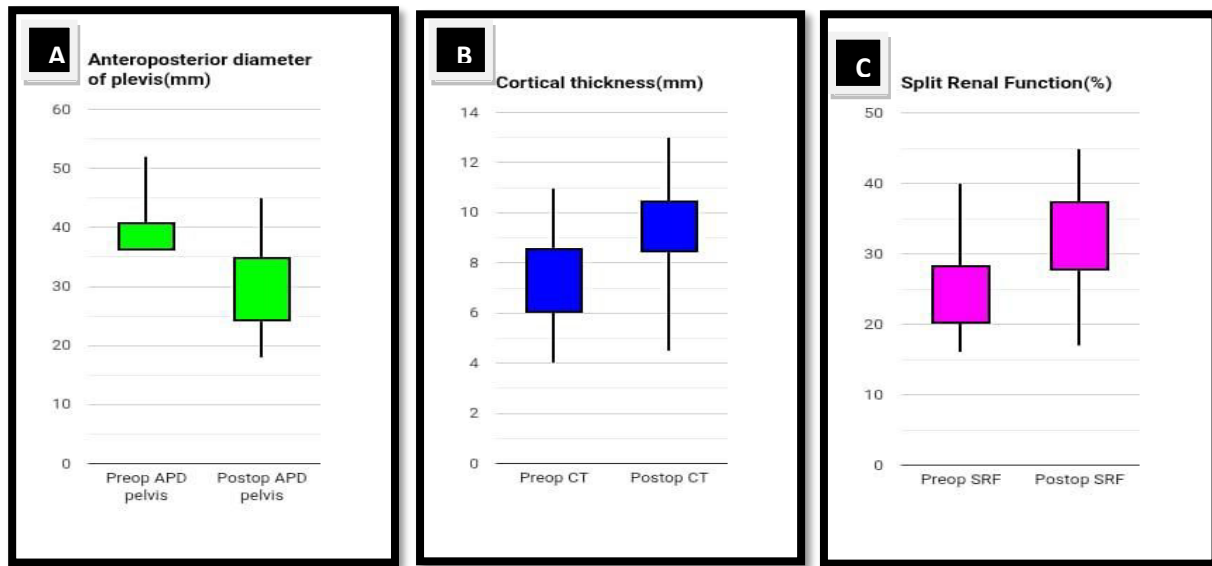 A
Anteroposterior diameter
of plevis(mm)
60
50
40
30
20
10
0
Preop APD
pelvis
Postop APD
pelvis
B
Cortical thickness(mm)
14
12
10
8
6
4
2
0
Preop CT
Postop CT
C
Split Renal Function(%)
50
40
30
20
10
0
Preop SRF
Postop SRF